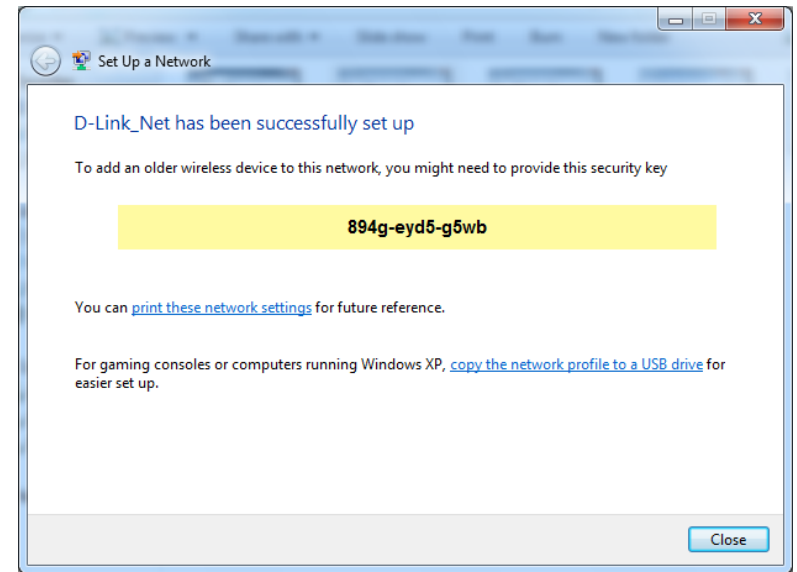 Set Up a Network
D-Link_Net has been successfully set up
To add an older wireless device to this network, you might need to provide this security key
894g-eyd5-g5wb
You can print these network settings for future reference.
For gaming consoles or computers running Windows XP, copy the network profile to a USB drive for
easier set up.
Close